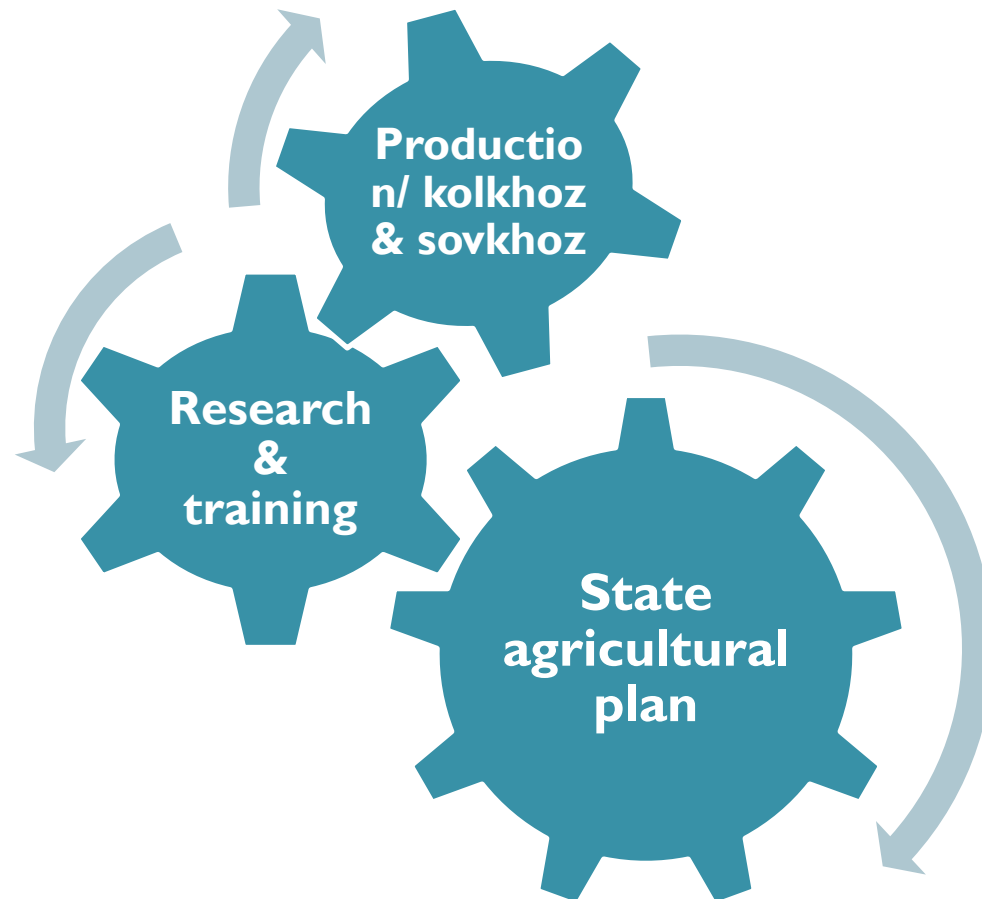 Productio
n/ kolkhoz
& sovkhoz
Research
&
training
State
agricultural
plan